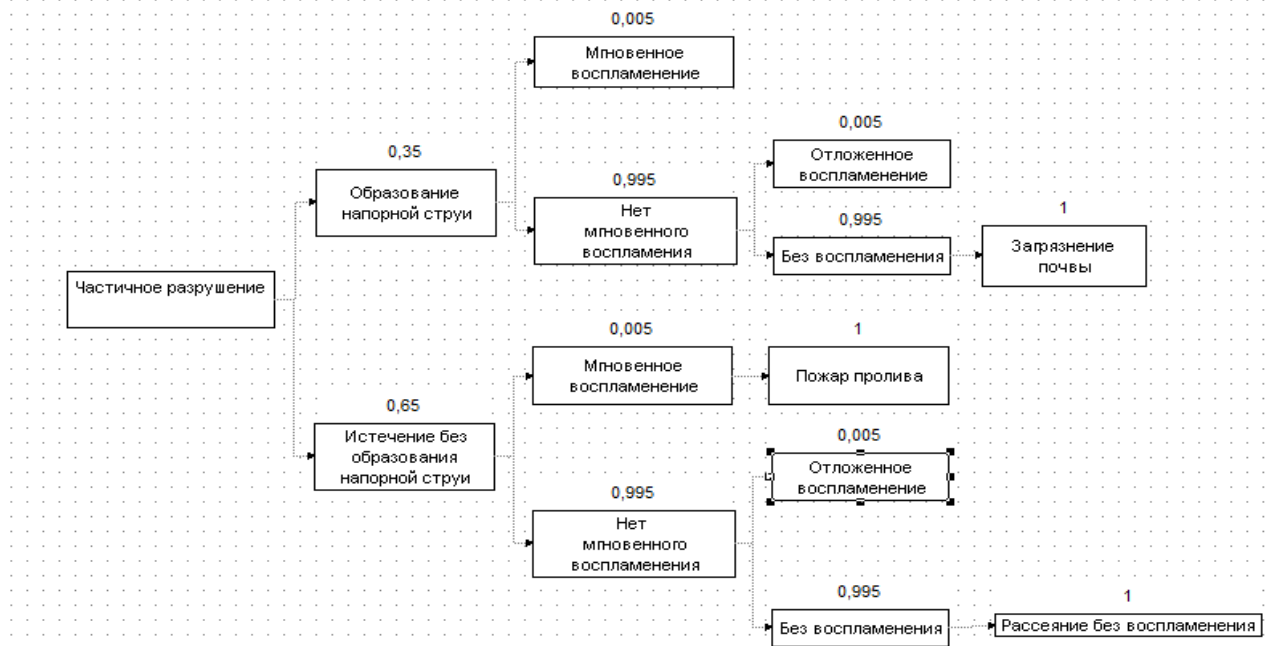 0,005
Мгновенное
воспламенение
0,005
Отложенное
воспламенение
0,35
Образование
напорной струи
0,995
Нет
мгновенного
воспламения
0,995
Без воспламенения
1
Загрязнение
почвы
Частичное разрушение
0,005
Мгновенное
воспламенение
1
Пожар пролива
0,65
Истечение без
образования
напорной струи
0,005
Отложенное
воспламенение
0,995
Нет
мгновенного
воспламенения
0,995
Без воспламенения
1
Рассеяние без воспламенения